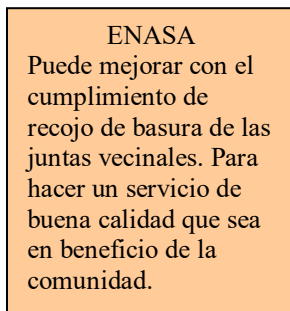 ENASA
Puede mejorar con el
cumplimiento de
recojo de basura de las
juntas vecinales. Para
hacer un servicio de
buena calidad que sea
en beneficio de la
comunidad.